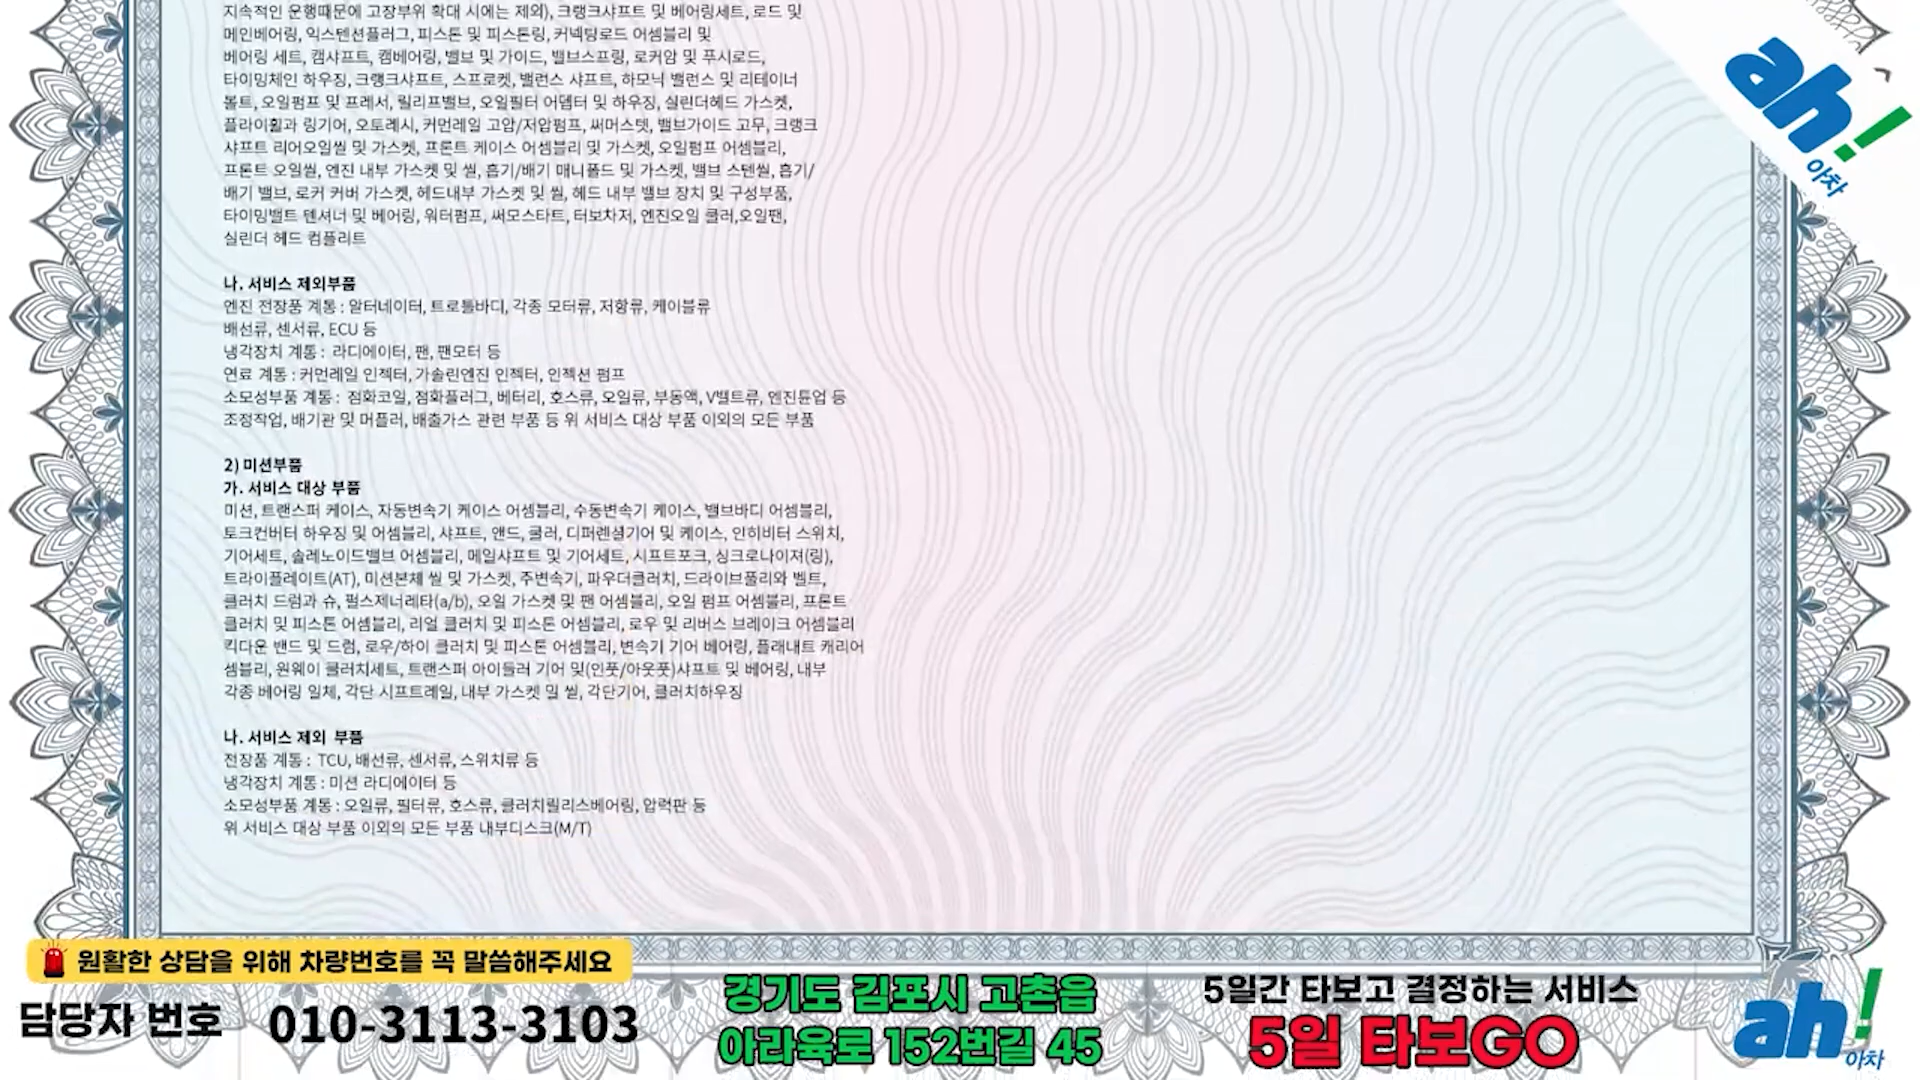 지속적인 운행때문에 고장부위 확대 시에는 제외), 크랭크샤프트 및 베어링세트, 로드 및
메인베어링, 익스텐션플러그, 피스톤 및 피스톤링, 커넥팅로드 어셈블리 및
베어링 세트, 캠샤프트, 캠베어링, 밸브 및 가이드, 밸브스프링, 로커암 및 푸시로드,
타이밍체인 하우징, 크랭크샤프트, 스프로켓, 밸런스 샤프트, 하모닉 밸런스 및 리테이너
볼트, 오일펌프 및 프레셔, 릴리프밸브, 오일필터 어뎁터 및 하우징, 실린더헤드 가스켓,
플라이휠과 링기어, 오토레시, 커먼레일 고압/저압펌프, 써머스텟, 밸브가이드 고무, 크랭크
샤프트 리어오일씰 및 가스켓, 프론트 케이스 어셈블리 및 가스켓, 오일펌프 어셈블리,
프론트 오일씰, 엔진 내부 가스켓 및 씰, 흡기/배기 매니폴드 및 가스켓, 밸브 스텐씰, 흡기/
배기 밸브, 로커 커버 가스켓, 헤드내부 가스켓 및 씰, 헤드 내부 밸브 장치 및 구성부품,
타이밍밸트 텐셔너 및 베어링, 워터펌프, 써모스타트, 터보차저, 엔진오일 쿨러,오일팬,
실린더 헤드 컴플리트
나. 서비스 제외부품
엔진 전장품 계통 : 알터네이터, 트로틀바디, 각종 모터류, 저항류, 케이블류
배선류, 센서류, ECU 등
냉각장치 계통 : 라디에이터, 팬, 팬모터 등
연료 계통 : 커먼레일 인젝터, 가솔린엔진 인젝터, 인젝션 펌프
소모성부품 계통 : 점화코일, 점화플러그, 베터리, 호스류, 오일류, 부동액, V밸트류, 엔진튠업 등
조정작업, 배기관 및 머플러, 배출가스 관련 부품 등 위 서비스 대상 부품 이외의 모든 부품
2) 미션부품
가. 서비스 대상 부품
미션, 트랜스퍼 케이스, 자동변속기 케이스 어셈블리, 수동변속기 케이스, 밸브바디 어셈블리,
토크컨버터 하우징 및 어셈블리, 샤프트, 앤드, 쿨러, 디퍼렌셜기어 및 케이스, 인히비터 스위치,
기어세트, 솔레노이드밸브 어셈블리, 메일샤프트 및 기어세트, 시프트포크, 싱크로나이져(링),
트라이플레이트(AT), 미션본체 씰 및 가스켓, 주변속기, 파우더클러치, 드라이브풀리와 벨트,
클러치 드럼과 슈, 펄스제너레타(a/b), 오일 가스켓 및 팬 어셈블리, 오일 펌프 어셈블리, 프론트
클러치 및 피스톤 어셈블리, 리얼 클러치 및 피스톤 어셈블리, 로우 및 리버스 브레이크 어셈블리
킥다운 밴드 및 드럼, 로우/하이 클러치 및 피스톤 어셈블리, 변속기 기어 베어링, 플래내트 캐리어
셈블리, 원웨이 클러치세트, 트랜스퍼 아이들러 기어 및(인풋/아웃풋)샤프트 및 베어링, 내부
각종 베어링 일체, 각단 시프트레일, 내부 가스켓 밀 씰, 각단기어, 클러치하우징
나. 서비스 제외 부품
전장품 계통 : TCU, 배선류, 센서류, 스위치류 등
냉각장치 계통 : 미션 라디에이터 등
소모성부품 계통 : 오일류, 필터류, 호스류, 클러치릴리스베어링, 압력판 등
위 서비스 대상 부품 이외의 모든 부품 내부디스크(M/T)
ah!
아차
원활한 상담을 위해 차량번호를 꼭 말씀해주세요
담당자 번호 010-3113-3103
경기도 김포시 고촌읍
아라육로 152번길 45
5일간 타보고 결정하는 서비스
5일 타보GO
ah!
아차